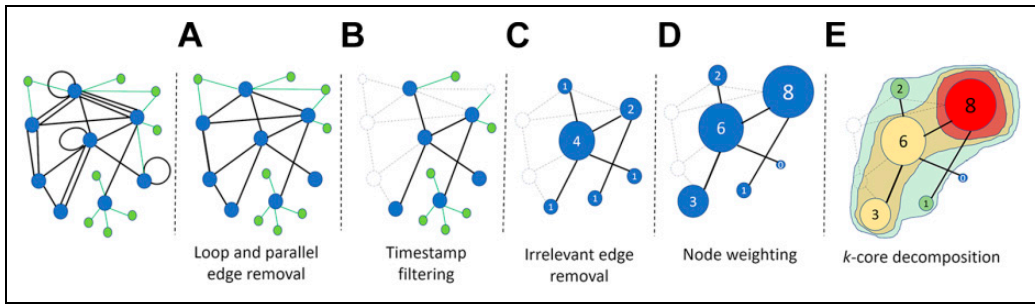 A
B
C
D
E
1
2
4
1
1
1
2
8
6
0
1
3
2
8
6
0
1
3
Loop and parallel
edge removal
Timestamp
filtering
Irrelevant edge
removal
Node weighting
k-core decomposition